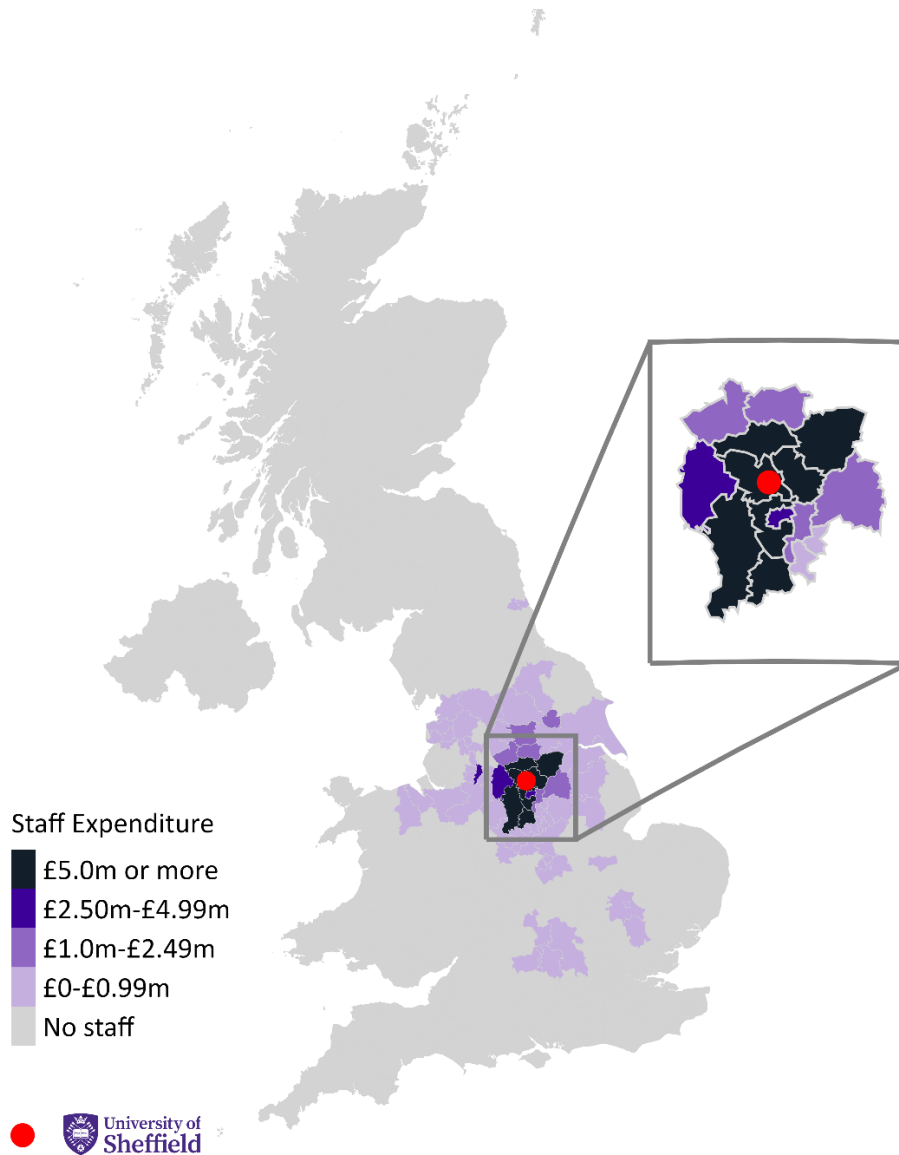 Staff Expenditure
£5.0m or more
£2.50m-£4.99m
£1.0m-£2.49m
£0-£0.99m
No staff
University of
Sheffield